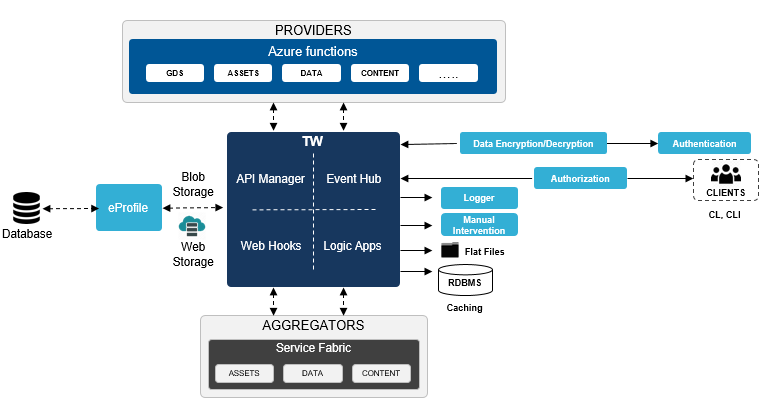 PROVIDERS
Azure functions
GDS
ASSETS
DATA
CONTENT
.....
TW
API Manager
Event Hub
Web Hooks
Logic Apps
Data Encryption/Decryption
Authentication
Authorization
CLIENTS
CL, CLI
Logger
Manual
Intervention
Flat Files
RDBMS
Caching
Blob
Storage
Web
Storage
eProfile
Database
AGGREGATORS
Service Fabric
ASSETS
DATA
CONTENT